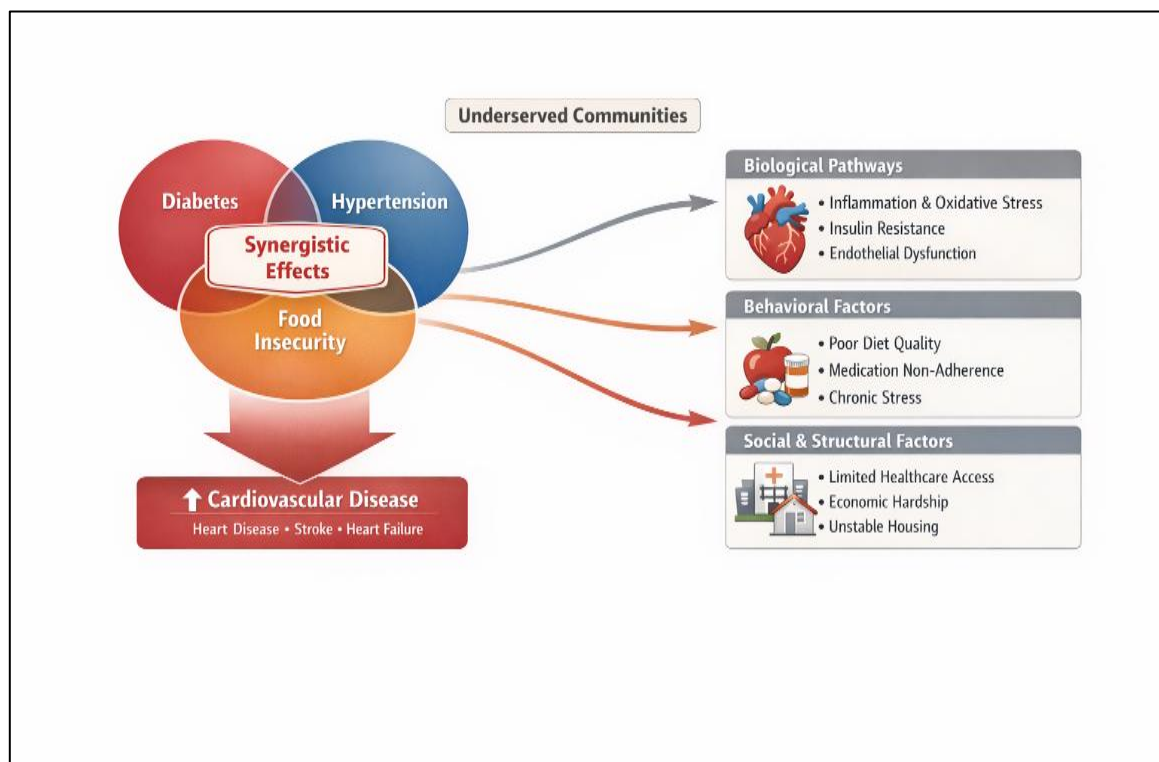 Underserved Communities
Diabetes
Hypertension
Synergistic
Effects
Food
Insecurity
⬆ Cardiovascular Disease
Heart Disease • Stroke • Heart Failure
Biological Pathways
• Inflammation & Oxidative Stress
• Insulin Resistance
• Endothelial Dysfunction
Behavioral Factors
• Poor Diet Quality
• Medication Non-Adherence
• Chronic Stress
Social & Structural Factors
• Limited Healthcare Access
• Economic Hardship
• Unstable Housing